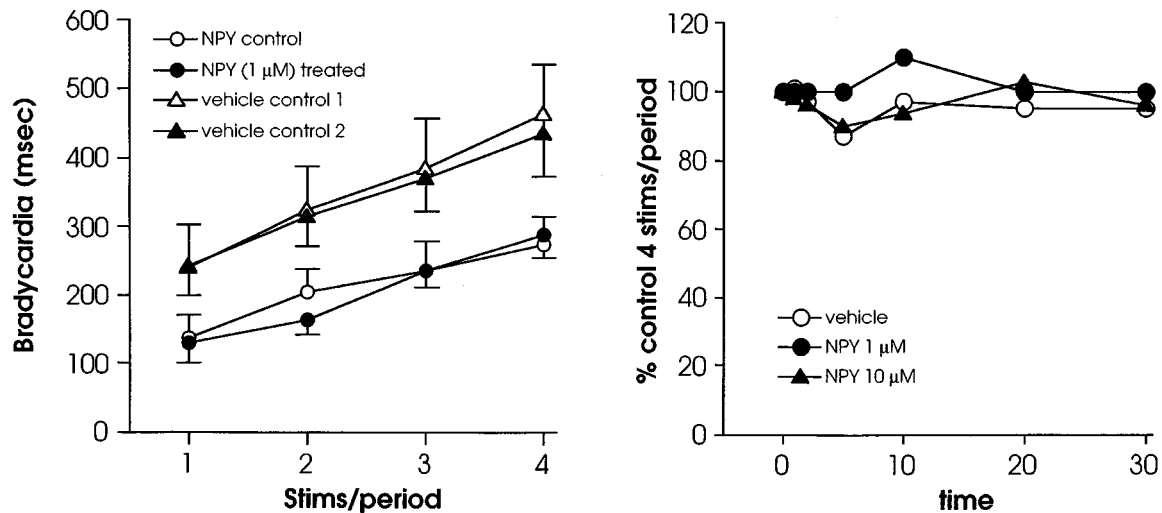 600
500
400
300
200
100
0
Bradycardia (msec)
NPY control
NPY (1 μM) treated
vehicle control 1
vehicle control 2
1 2 3 4
Stims/period
120
100
80
60
40
20
0
% control 4 stims/period
vehicle
NPY 1 μM
NPY 10 μM
0 10 20 30
time